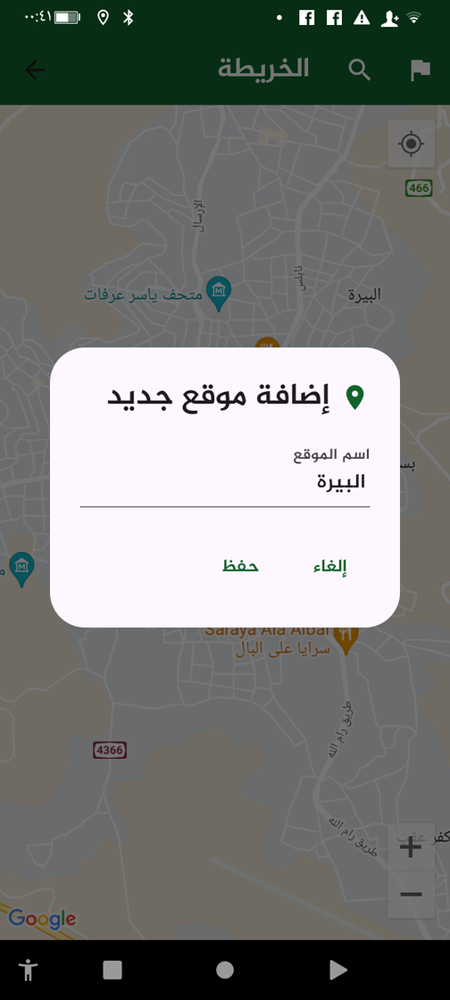 ٠٠:٤١
الخريطة
466
الإرسال
نابلس
متحف ياسر عرفات
البيرة
إضافة موقع جديد
اسم الموقع
البيرة
إلغاء
حفظ
Saraya Ala Albal
سرايا على البال
طريق رام الله
4366
طريق رام الله
كفر عقب
Google